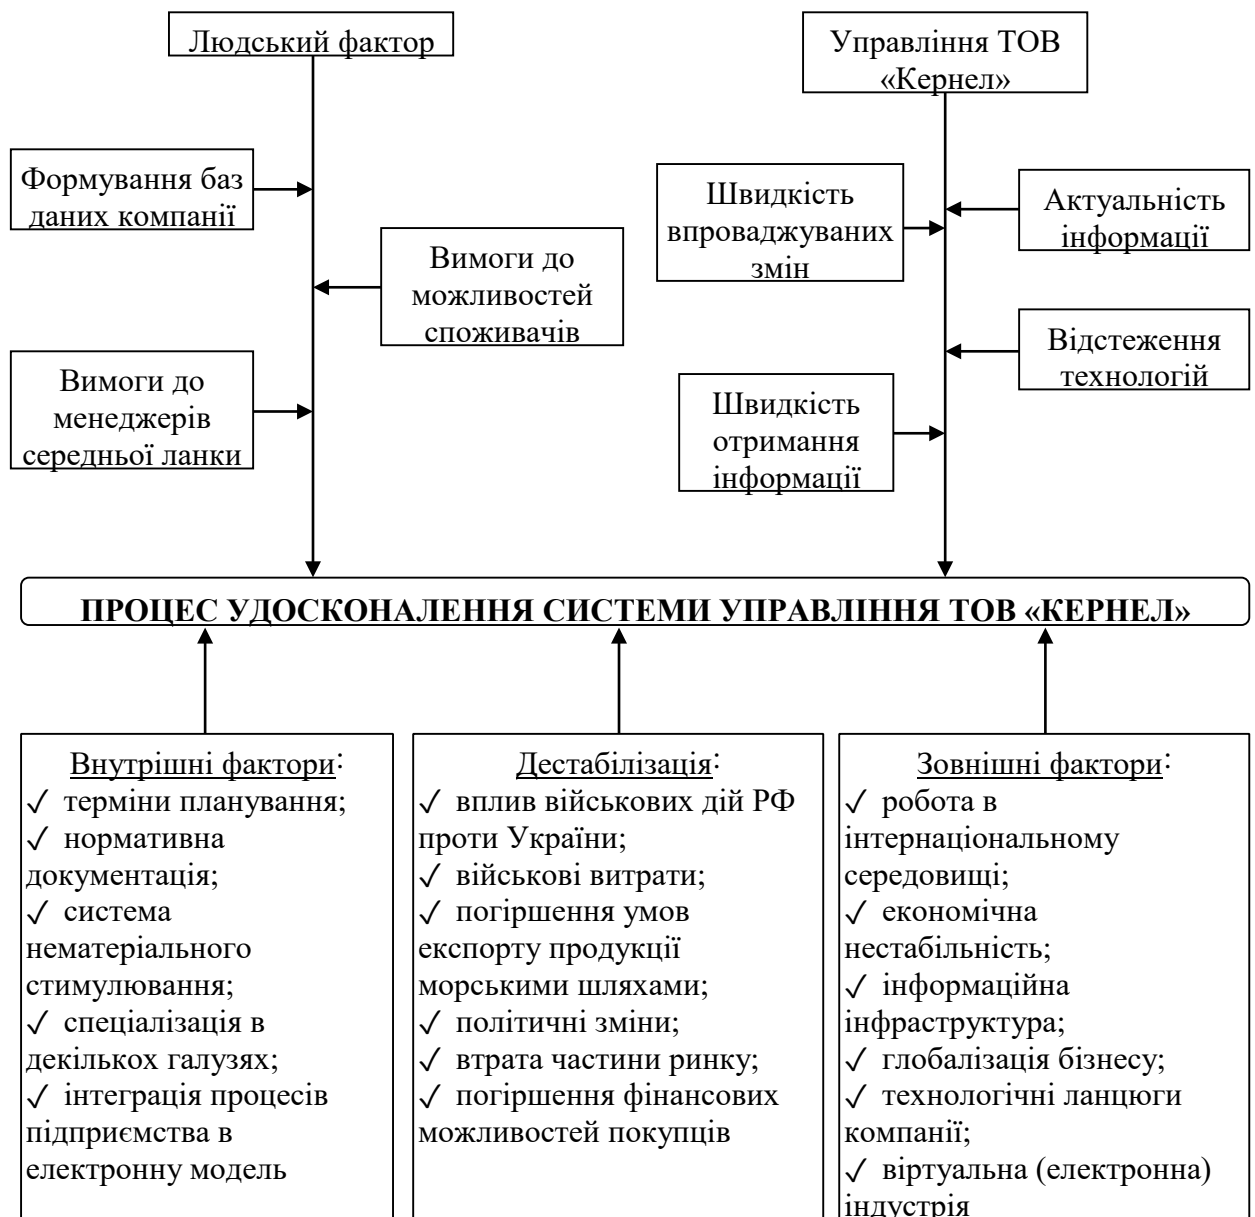 Людський фактор
Управління ТОВ
«Кернел»
Формування баз
даних компанії
Вимоги до
можливостей
споживачів
Вимоги до
менеджерів
середньої ланки
Швидкість
впроваджуваних
змін
Актуальність
інформації
Відстеження
технологій
Швидкість
отримання
інформації
ПРОЦЕС УДОСКОНАЛЕННЯ СИСТЕМИ УПРАВЛІННЯ ТОВ «КЕРНЕЛ»
Внутрішні фактори:
✓ терміни планування;
✓ нормативна
документація;
✓ система
нематеріального
стимулювання;
✓ спеціалізація в
декількох галузях;
✓ інтеграція процесів
підприємства в
електронну модель
Дестабілізація:
✓ вплив військових дій РФ
проти України;
✓ військові витрати;
✓ погіршення умов
експорту продукції
морськими шляхами;
✓ політичні зміни;
✓ втрата частини ринку;
✓ погіршення фінансових
можливостей покупців
Зовнішні фактори:
✓ робота в
інтернаціональному
середовищі;
✓ економічна
нестабільність;
✓ інформаційна
інфраструктура;
✓ глобалізація бізнесу;
✓ технологічні ланцюги
компанії;
✓ віртуальна (електронна)
індустрія